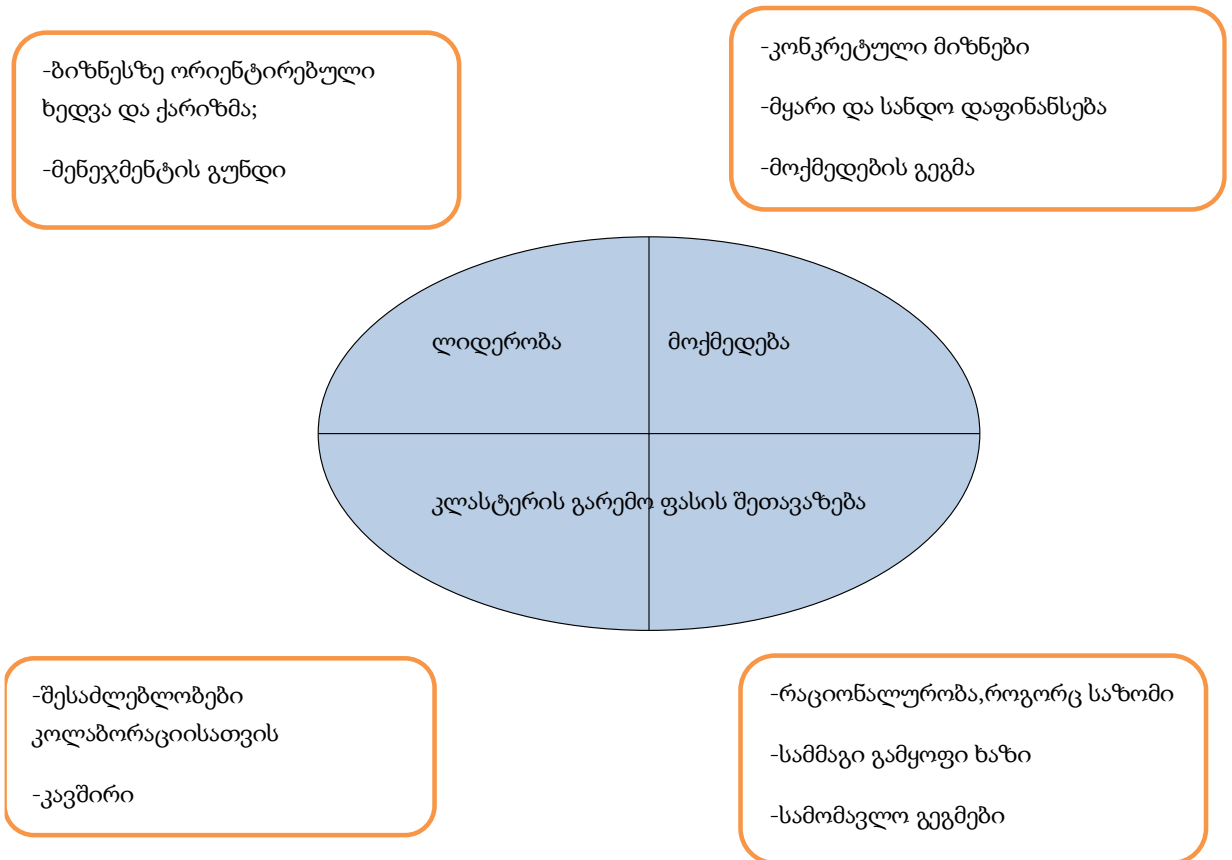 -ბიზნესზე ორიენტირებული
ხედვა და ქარიზმა;
-მენეჯმენტის გუნდი
-კონკრეტული მიზნები
-მყარი და სანდო დაფინანსება
-მოქმედების გეგმა
ლიდერობა
მოქმედება
კლასტერის გარემო ფასის შეთავაზება
-შესაძლებლობები
კოლაბორაციისათვის
-კავშირი
-რაციონალურობა,როგორც საზომი
-სამმაგი გამყოფი ხაზი
-სამომავლო გეგმები